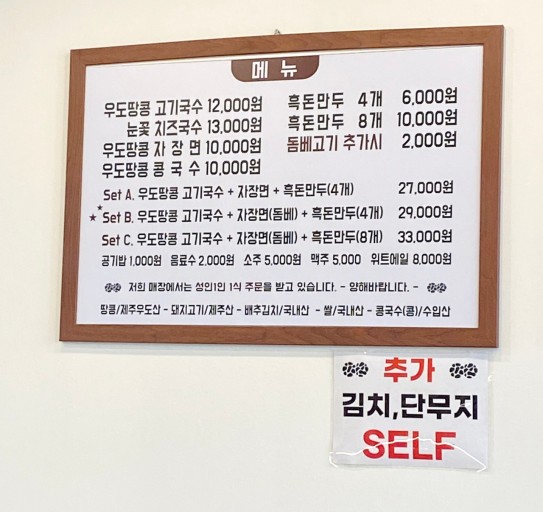 메 뉴
우도땅콩 고기국수 12,000원
눈꽃 치즈국수 13,000원
우도땅콩 자 장 면 10,000원
우도땅콩 콩 국 수 10,000원
흑돈만두 4개 6,000원
흑돈만두 8개 10,000원
돔베고기 추가시 2,000원
Set A. 우도땅콩 고기국수 + 자장면 + 흑돈만두(4개) 27,000원
Set B. 우도땅콩 고기국수 + 자장면(돔베) + 흑돈만두(4개) 29,000원
Set C. 우도땅콩 고기국수 + 자장면(돔베) + 흑돈만두(8개) 33,000원
공기밥 1,000원 음료수 2,000원 소주 5,000원 맥주 5,000 위트에일 8,000원
저희 매장에서는 성인1인 1식 주문을 받고 있습니다. - 양해바랍니다. -
땅콩/제주우도산 - 돼지고기/제주산 - 배추김치/국내산 - 쌀/국내산 - 콩국수(콩)/수입산
추가
김치,단무지
SELF